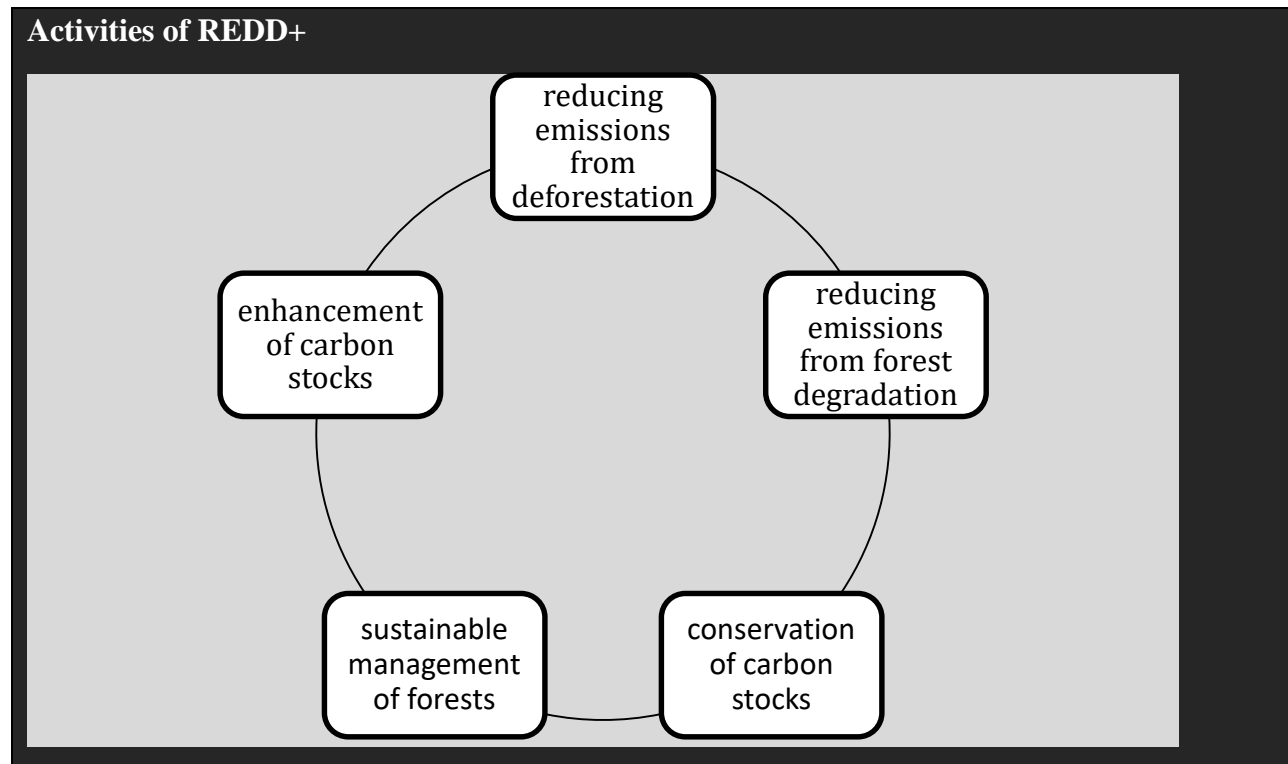 Activities of REDD+
reducing
emissions
from
deforestation
reducing
emissions
from forest
degradation
conservation
of carbon
stocks
sustainable
management
of forests
enhancement
of carbon
stocks